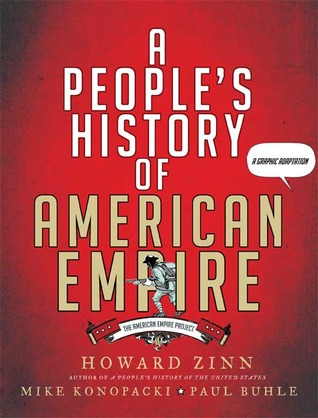 A
PEOPLE'S
HISTORY
OF
A GRAPHIC ADAPTATION
AMERICAN
EMPIRE
THE AMERICAN EMPIRE PROJECT
HOWARD ZINN
AUTHOR OF A PEOPLE'S HISTORY OF THE UNITED STATES
MIKE KONOPACKI ★ PAUL BUHLE